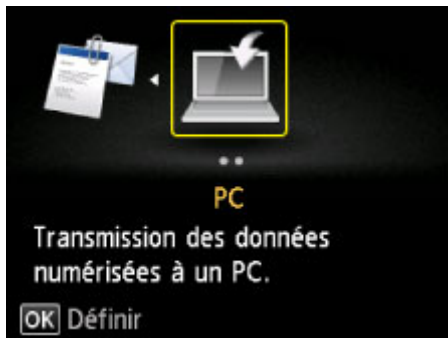 PC
Transmission des données
numérisées à un PC.
OK Définir